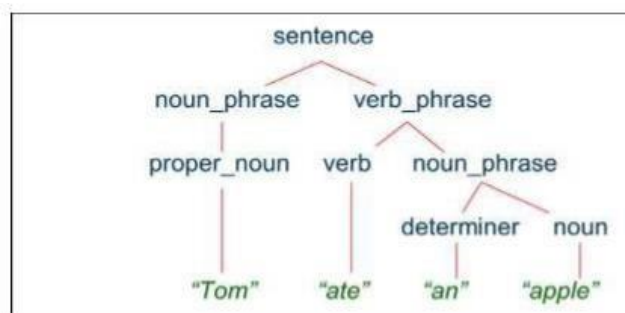 sentence
noun_phrase verb_phrase
proper_noun verb noun_phrase
determiner noun
“Tom” “ate” “an” “apple”